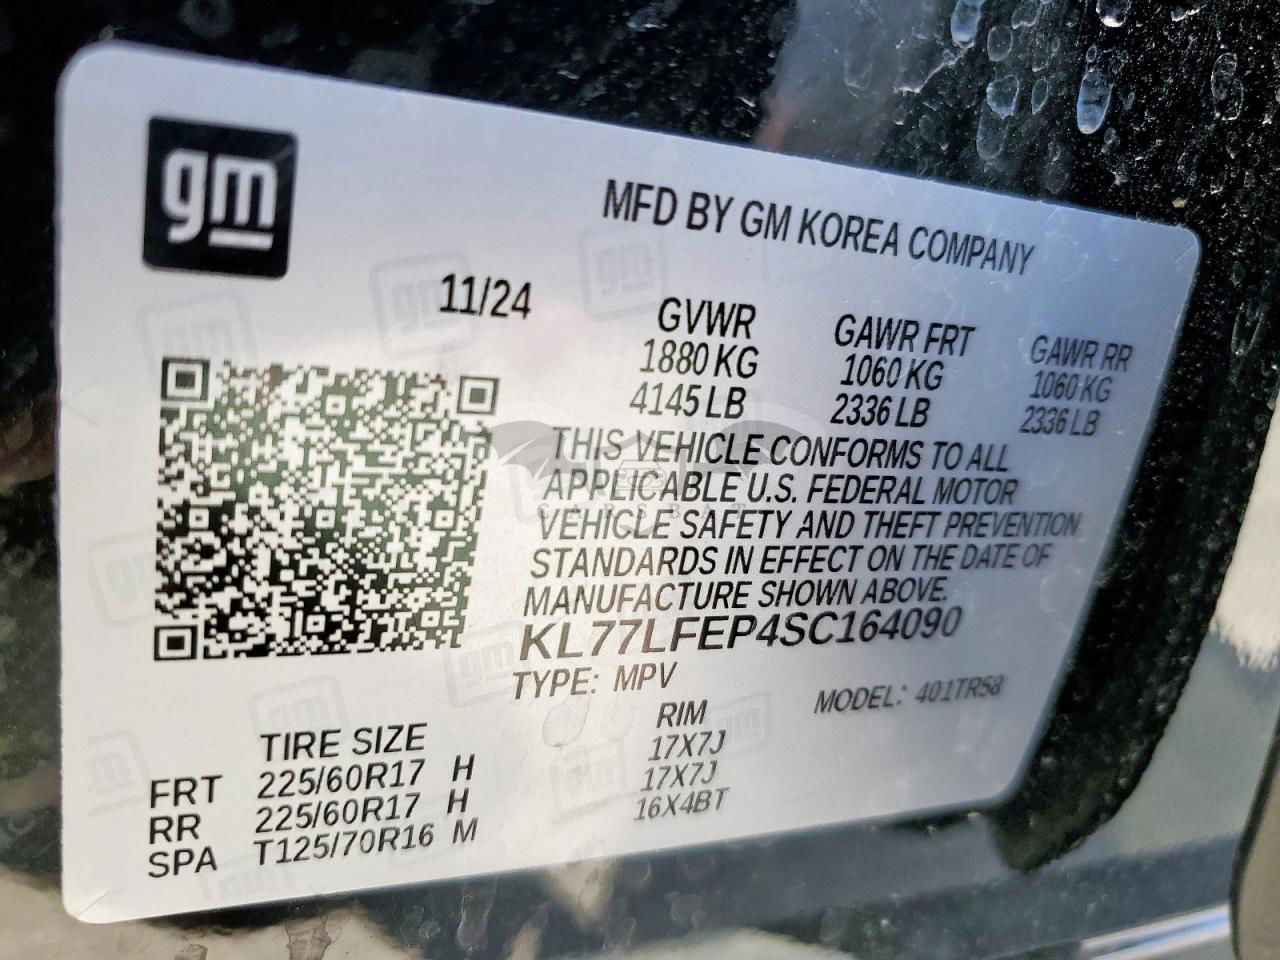 gm
MFD BY GM KOREA COMPANY
11/24
GVWR GAWR FRT GAWR RR
1880 KG 1060 KG 1060 KG
4145 LB 2336 LB 2336 LB
THIS VEHICLE CONFORMS TO ALL
APPLICABLE U.S. FEDERAL MOTOR
CARSBAT
VEHICLE SAFETY AND THEFT PREVENTION
STANDARDS IN EFFECT ON THE DATE OF
MANUFACTURE SHOWN ABOVE.
KL77LFEP4SC164090
TYPE: MPV MODEL: 401TR58
TIRE SIZE RIM
FRT 225/60R17 H 17X7J
RR 225/60R17 H 17X7J
SPA T125/70R16 M 16X4BT